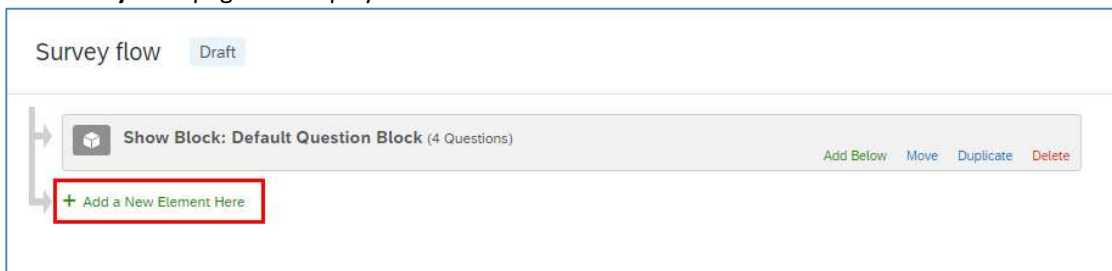 Survey flow Draft
Show Block: Default Question Block (4 Questions)
Add Below Move Duplicate Delete
+ Add a New Element Here